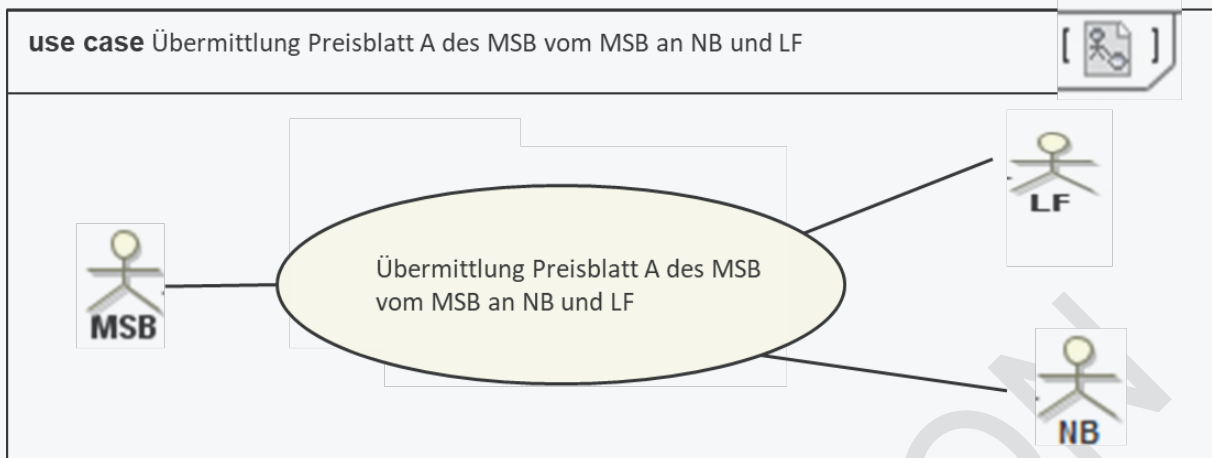 use case Übermittlung Preisblatt A des MSB vom MSB an NB und LF
[ ]
LF
Übermittlung Preisblatt A des MSB
vom MSB an NB und LF
MSB
NB